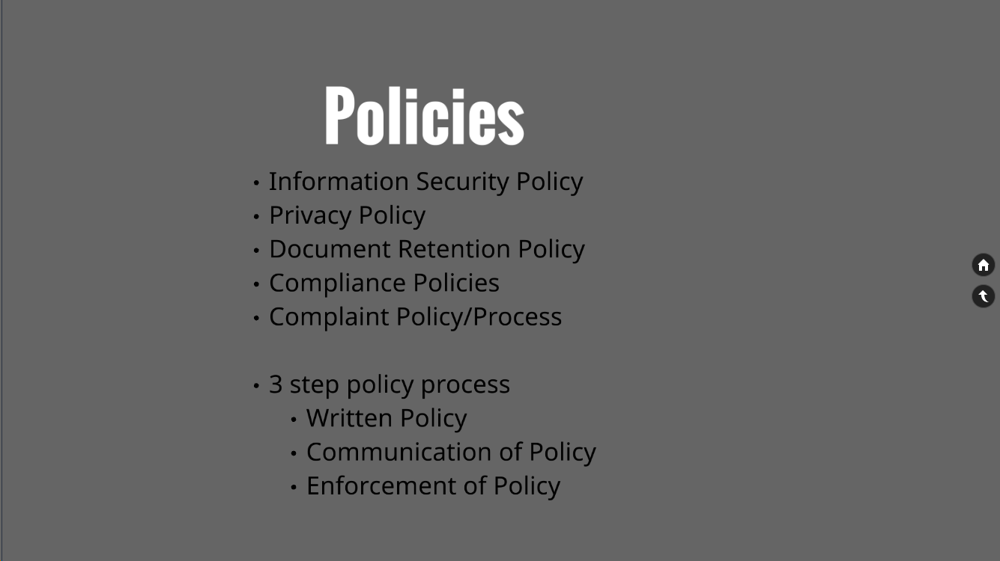 Policies
• Information Security Policy
• Privacy Policy
• Document Retention Policy
• Compliance Policies
• Complaint Policy/Process
• 3 step policy process
• Written Policy
• Communication of Policy
• Enforcement of Policy